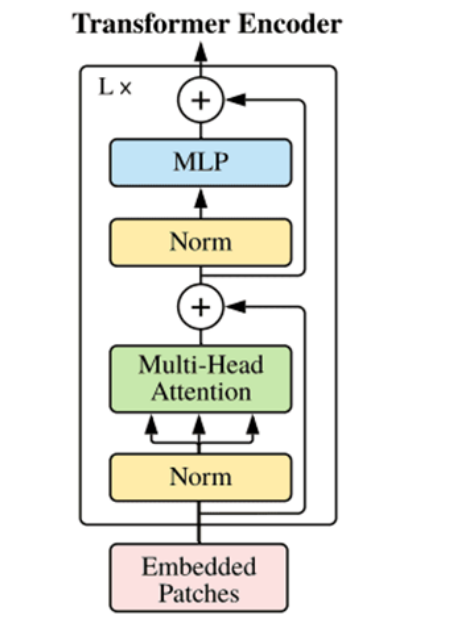 Transformer Encoder
L ×
+
MLP
Norm
+
Multi-Head
Attention
Norm
Embedded
Patches